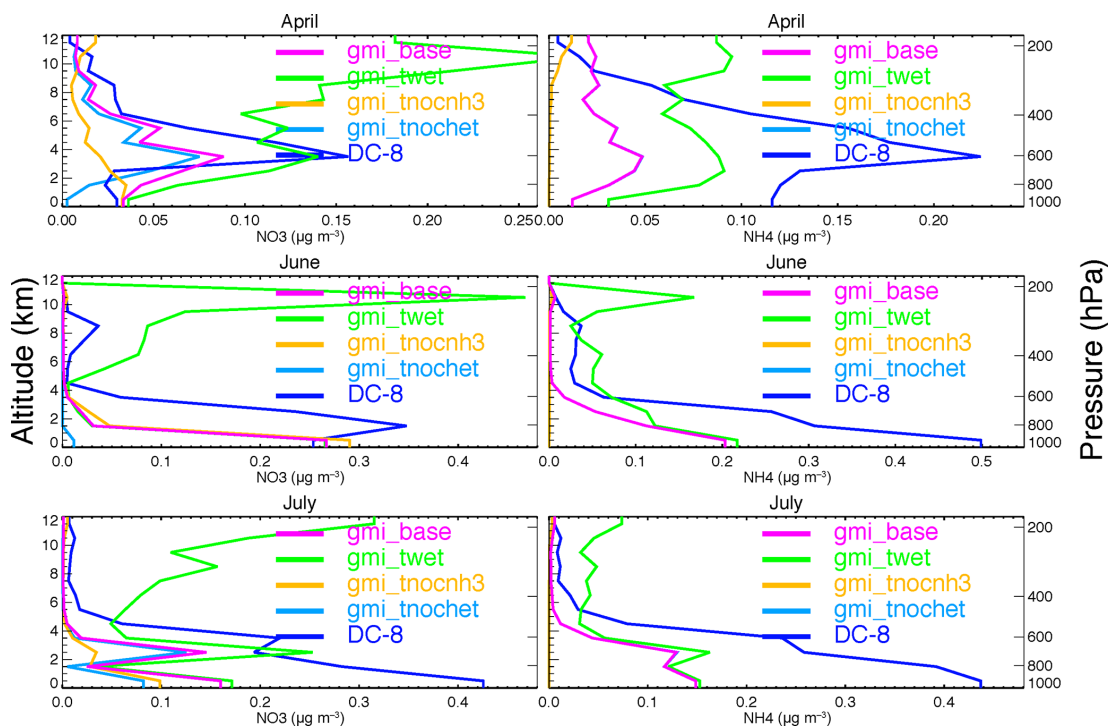 April
April
12
10
8
6
4
2
0
gmi_base
gmi_twet
gmi_tnocnh3
gmi_tnochet
DC-8
0.00
0.05
0.10
0.15
0.20
0.250
NO3 (μg m⁻³)
gmi_base
gmi_twet
gmi_tnocnh3
gmi_tnochet
DC-8
200
400
600
800
1000
.00
0.05
0.10
0.15
0.20
NH4 (μg m⁻³)
Altitude (km)
Pressure (hPa)
June
June
12
10
8
6
4
2
0
gmi_base
gmi_twet
gmi_tnocnh3
gmi_tnochet
DC-8
0.0
0.1
0.2
0.3
0.4
NO3 (μg m⁻³)
gmi_base
gmi_twet
gmi_tnocnh3
gmi_tnochet
DC-8
200
400
600
800
1000
0.0
0.1
0.2
0.3
0.4
0.5
NH4 (μg m⁻³)
July
July
12
10
8
6
4
2
0
gmi_base
gmi_twet
gmi_tnocnh3
gmi_tnochet
DC-8
0.0
0.1
0.2
0.3
0.4
NO3 (μg m⁻³)
gmi_base
gmi_twet
gmi_tnocnh3
gmi_tnochet
DC-8
200
400
600
800
1000
0.0
0.1
0.2
0.3
0.4
NH4 (μg m⁻³)